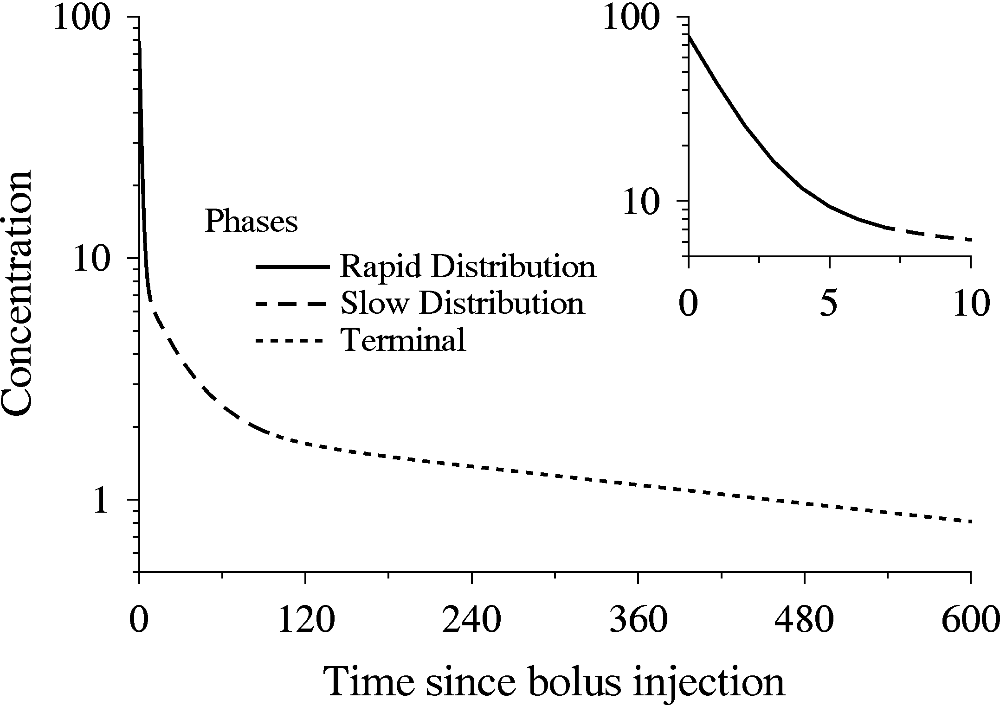 100
10
1
Concentration
Phases
Rapid Distribution
Slow Distribution
Terminal
100
10
0 5 10
0 120 240 360 480 600
Time since bolus injection